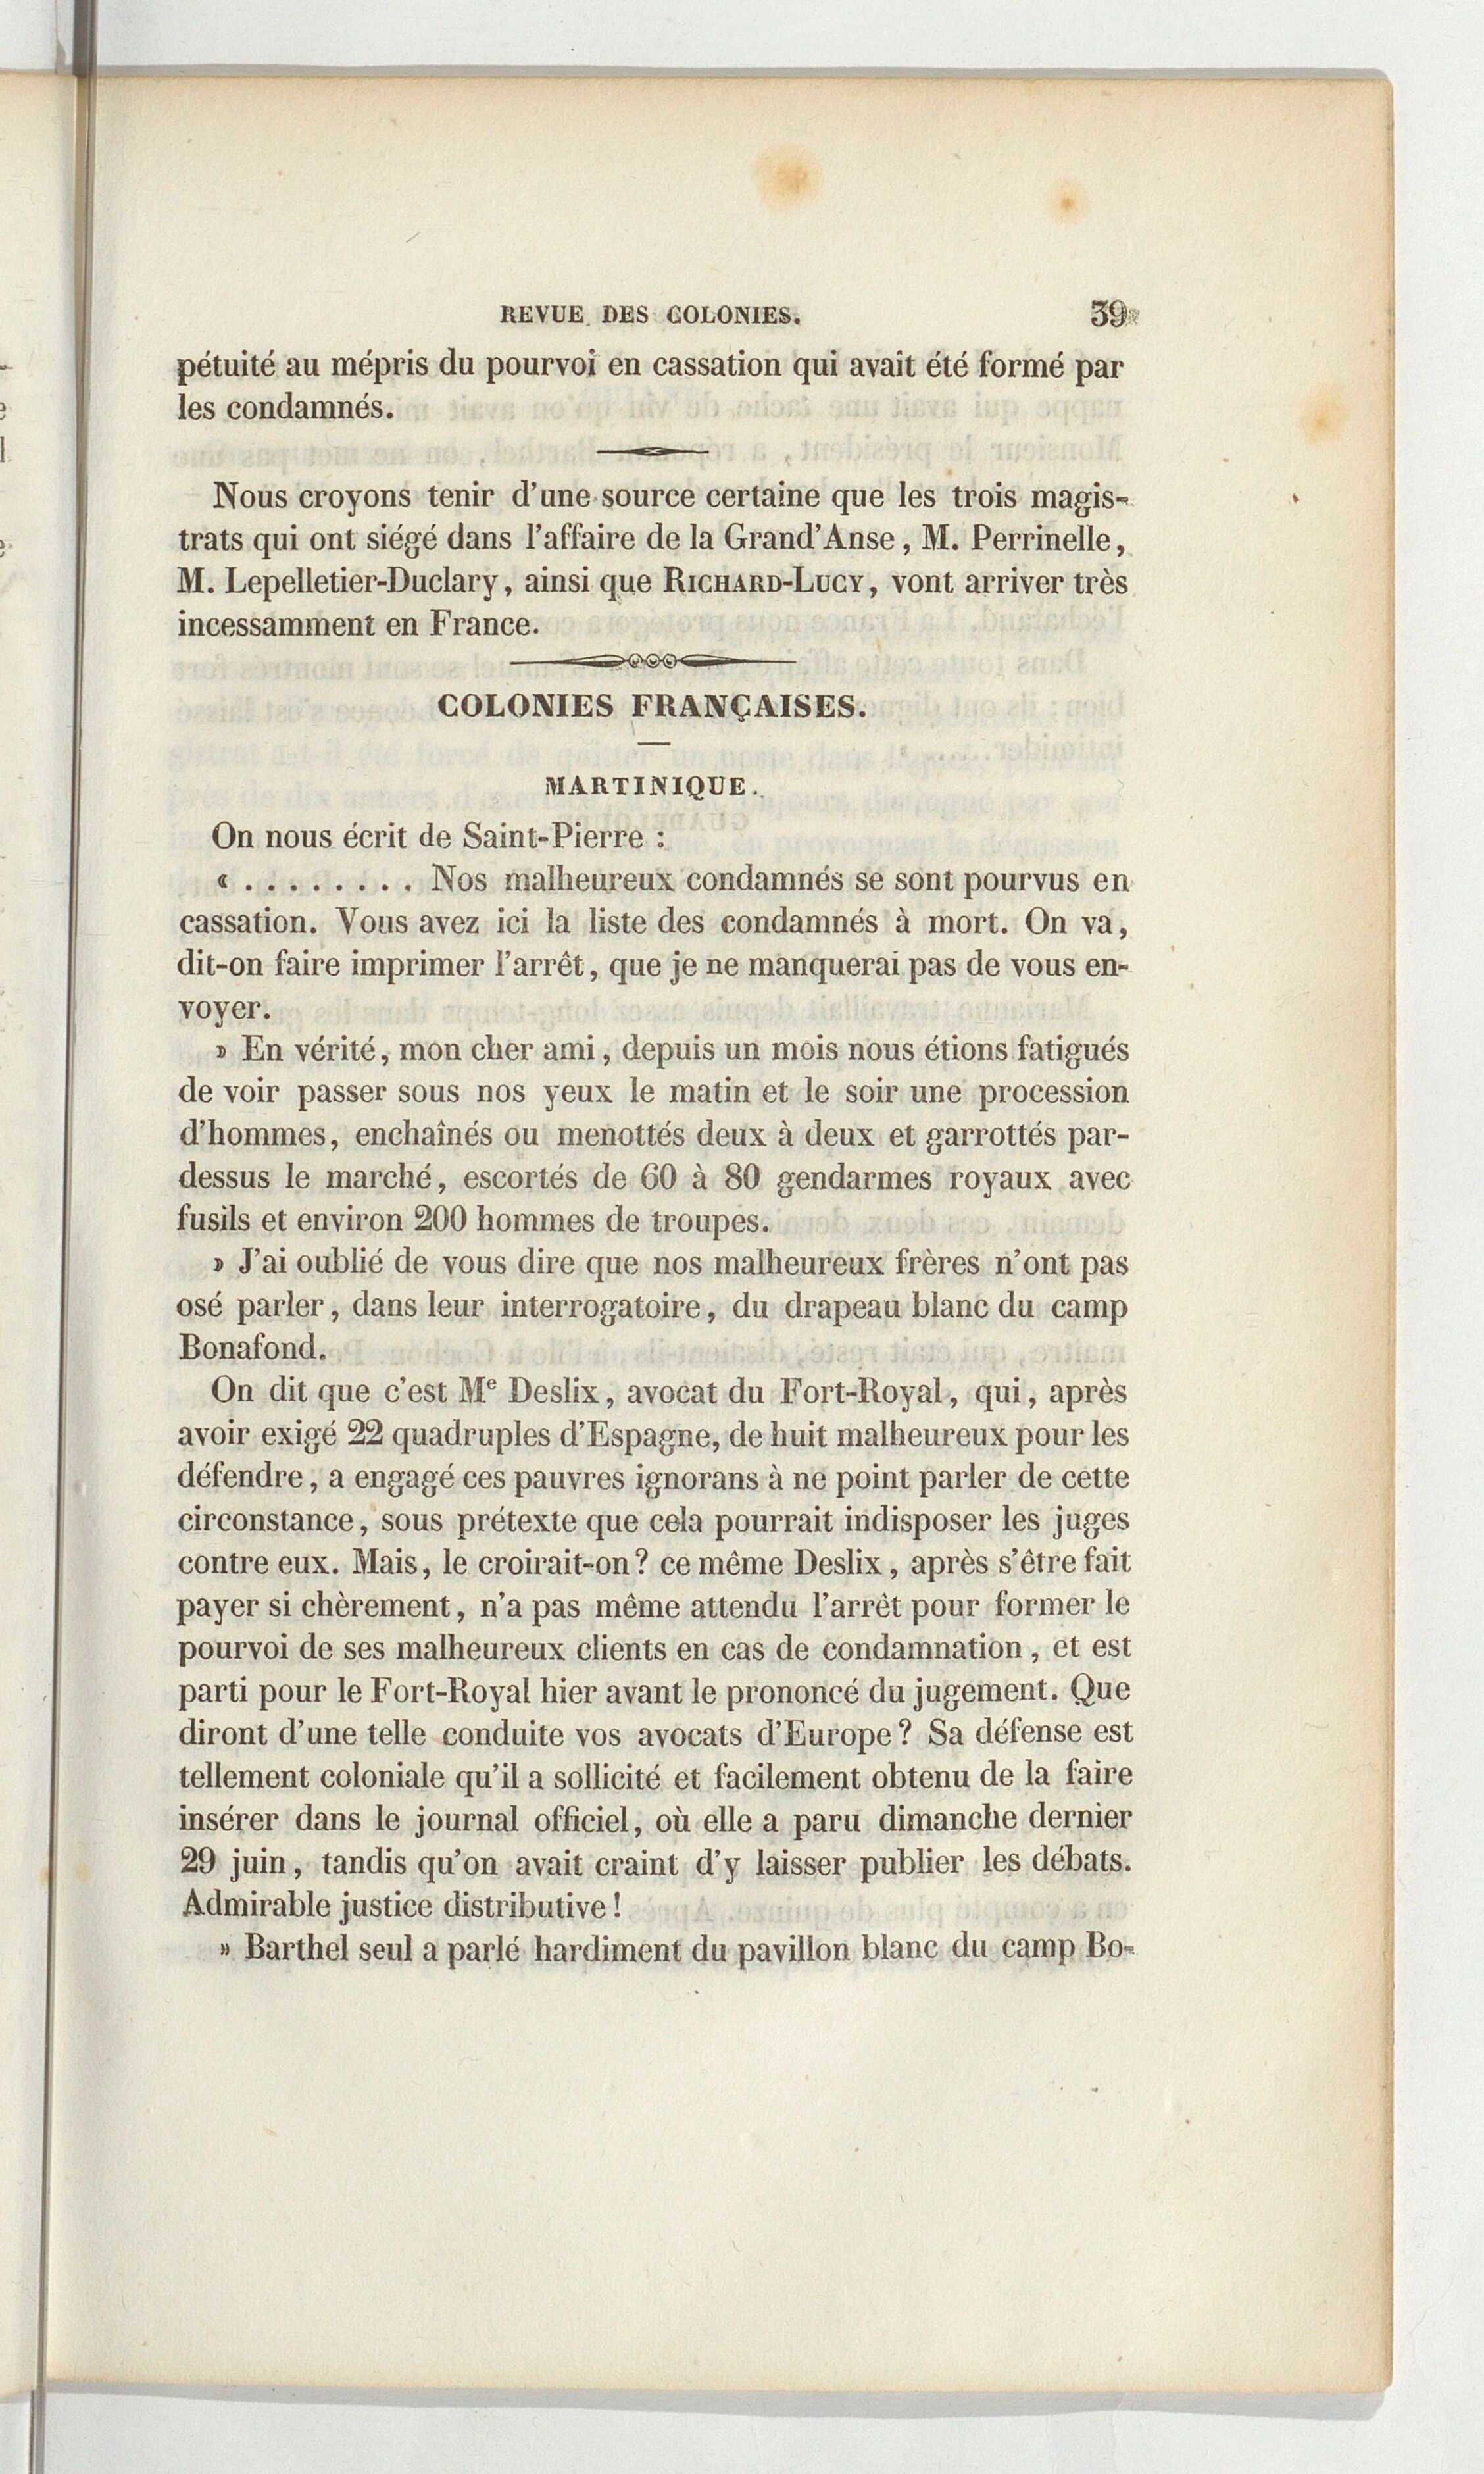 REVUE DES COLONIES. 39
pétuité au mépris du pourvoi en cassation qui avait été formé par
les condamnés.
Nous croyons tenir d'une source certaine que les trois magis-
trats qui ont siégé dans l'affaire de la Grand'Anse, M. Perrinelle,
M. Lepelletier-Duclary, ainsi que RICHARD-LUCY, vont arriver très
incessamment en France.
COLONIES FRANÇAISES.
MARTINIQUE.
On nous écrit de Saint-Pierre :
« . . . . . . . . Nos malheureux condamnés se sont pourvus en
cassation. Vous avez ici la liste des condamnés à mort. On va,
dit-on faire imprimer l'arrêt, que je ne manquerai pas de vous en-
voyer.
» En vérité, mon cher ami, depuis un mois nous étions fatigués
de voir passer sous nos yeux le matin et le soir une procession
d'hommes, enchaînés ou menottés deux à deux et garrottés par-
dessus le marché, escortés de 60 à 80 gendarmes royaux avec
fusils et environ 200 hommes de troupes.
» J'ai oublié de vous dire que nos malheureux frères n'ont pas
osé parler, dans leur interrogatoire, du drapeau blanc du camp
Bonafond.
On dit que c'est Me Deslix, avocat du Fort-Royal, qui, après
avoir exigé 22 quadruples d'Espagne, de huit malheureux pour les
défendre, a engagé ces pauvres ignorans à ne point parler de cette
circonstance, sous prétexte que cela pourrait indisposer les juges
contre eux. Mais, le croirait-on? ce même Deslix, après s'être fait
payer si chèrement, n'a pas même attendu l'arrêt pour former le
pourvoi de ses malheureux clients en cas de condamnation, et est
parti pour le Fort-Royal hier avant le prononcé du jugement. Que
diront d'une telle conduite vos avocats d'Europe? Sa défense est
tellement coloniale qu'il a sollicité et facilement obtenu de la faire
insérer dans le journal officiel, où elle a paru dimanche dernier
29 juin, tandis qu'on avait craint d'y laisser publier les débats.
Admirable justice distributive!
» Barthel seul a parlé hardiment du pavillon blanc du camp Bo-